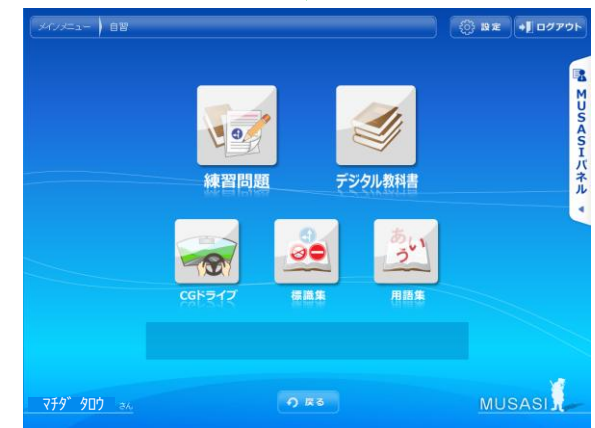 メインメニュー 自習
設定 ログアウト
MUSASIパネル
練習問題 デジタル教科書
あ い
う
CGドライブ 標識集 用語集
マチダ タロウ さん
戻る
MUSASI